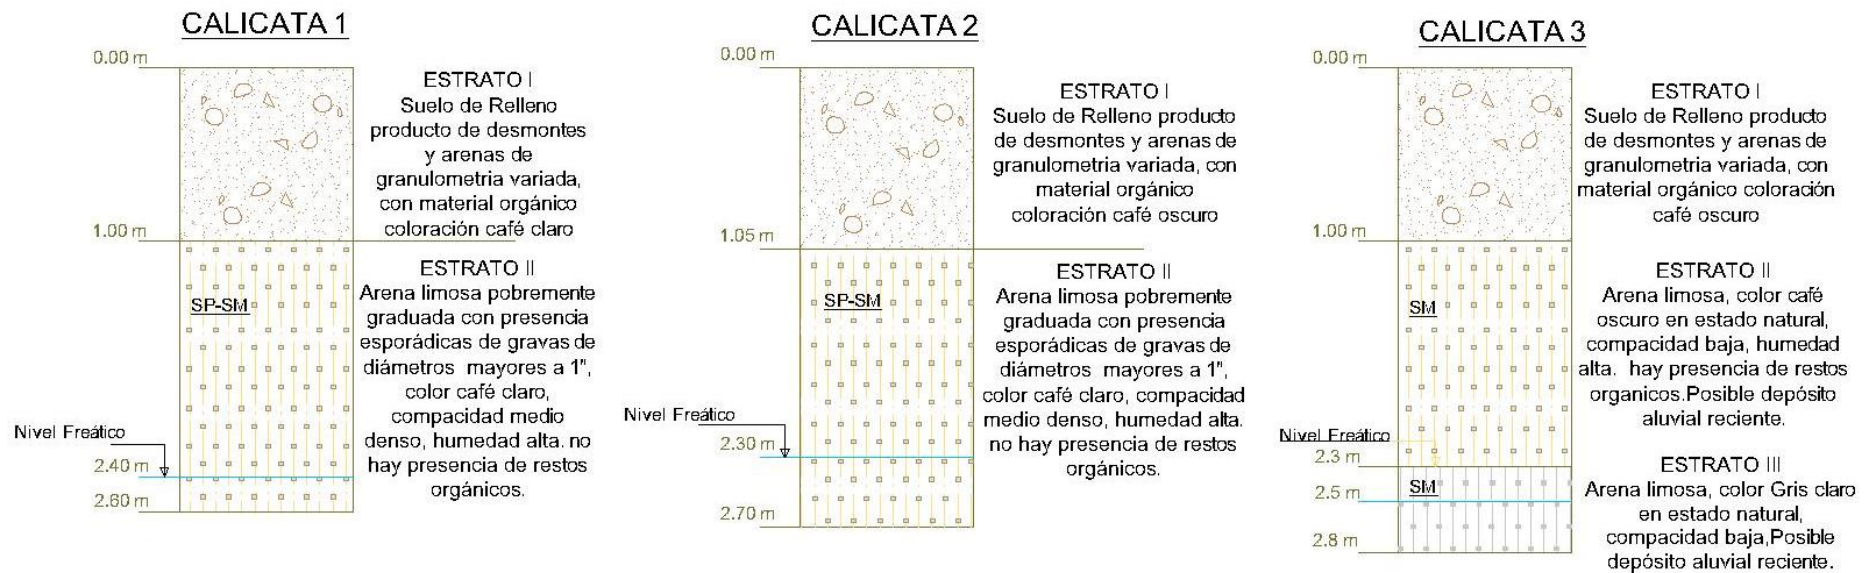 CALICATA 1
0.00 m
ESTRATO I
Suelo de Relleno
producto de desmontes
y arenas de
granulometria variada,
con material orgánico
coloración café claro
1.00 m
ESTRATO II
Arena limosa pobremente
graduada con presencia
esporádicas de gravas de
diámetros mayores a 1",
color café claro,
compacidad medio
denso, humedad alta. no
hay presencia de restos
orgánicos.
SP-SM
Nivel Freático
2.40 m
2.60 m
CALICATA 2
0.00 m
ESTRATO I
Suelo de Relleno producto
de desmontes y arenas de
granulometria variada, con
material orgánico
coloración café oscuro
1.05 m
ESTRATO II
Arena limosa pobremente
graduada con presencia
esporádicas de gravas de
diámetros mayores a 1",
color café claro, compacidad
medio denso, humedad alta.
no hay presencia de restos
orgánicos.
SP-SM
Nivel Freático
2.30 m
2.70 m
CALICATA 3
0.00 m
ESTRATO I
Suelo de Relleno producto
de desmontes y arenas de
granulometria variada, con
material orgánico coloración
café oscuro
1.00 m
ESTRATO II
Arena limosa, color café
oscuro en estado natural,
compacidad baja, humedad
alta. hay presencia de restos
organicos.Posible depósito
aluvial reciente.
SM
Nivel Freático
2.3 m
ESTRATO III
Arena limosa, color Gris claro
en estado natural,
compacidad baja,Posible
depósito aluvial reciente.
SM
2.5 m
2.8 m